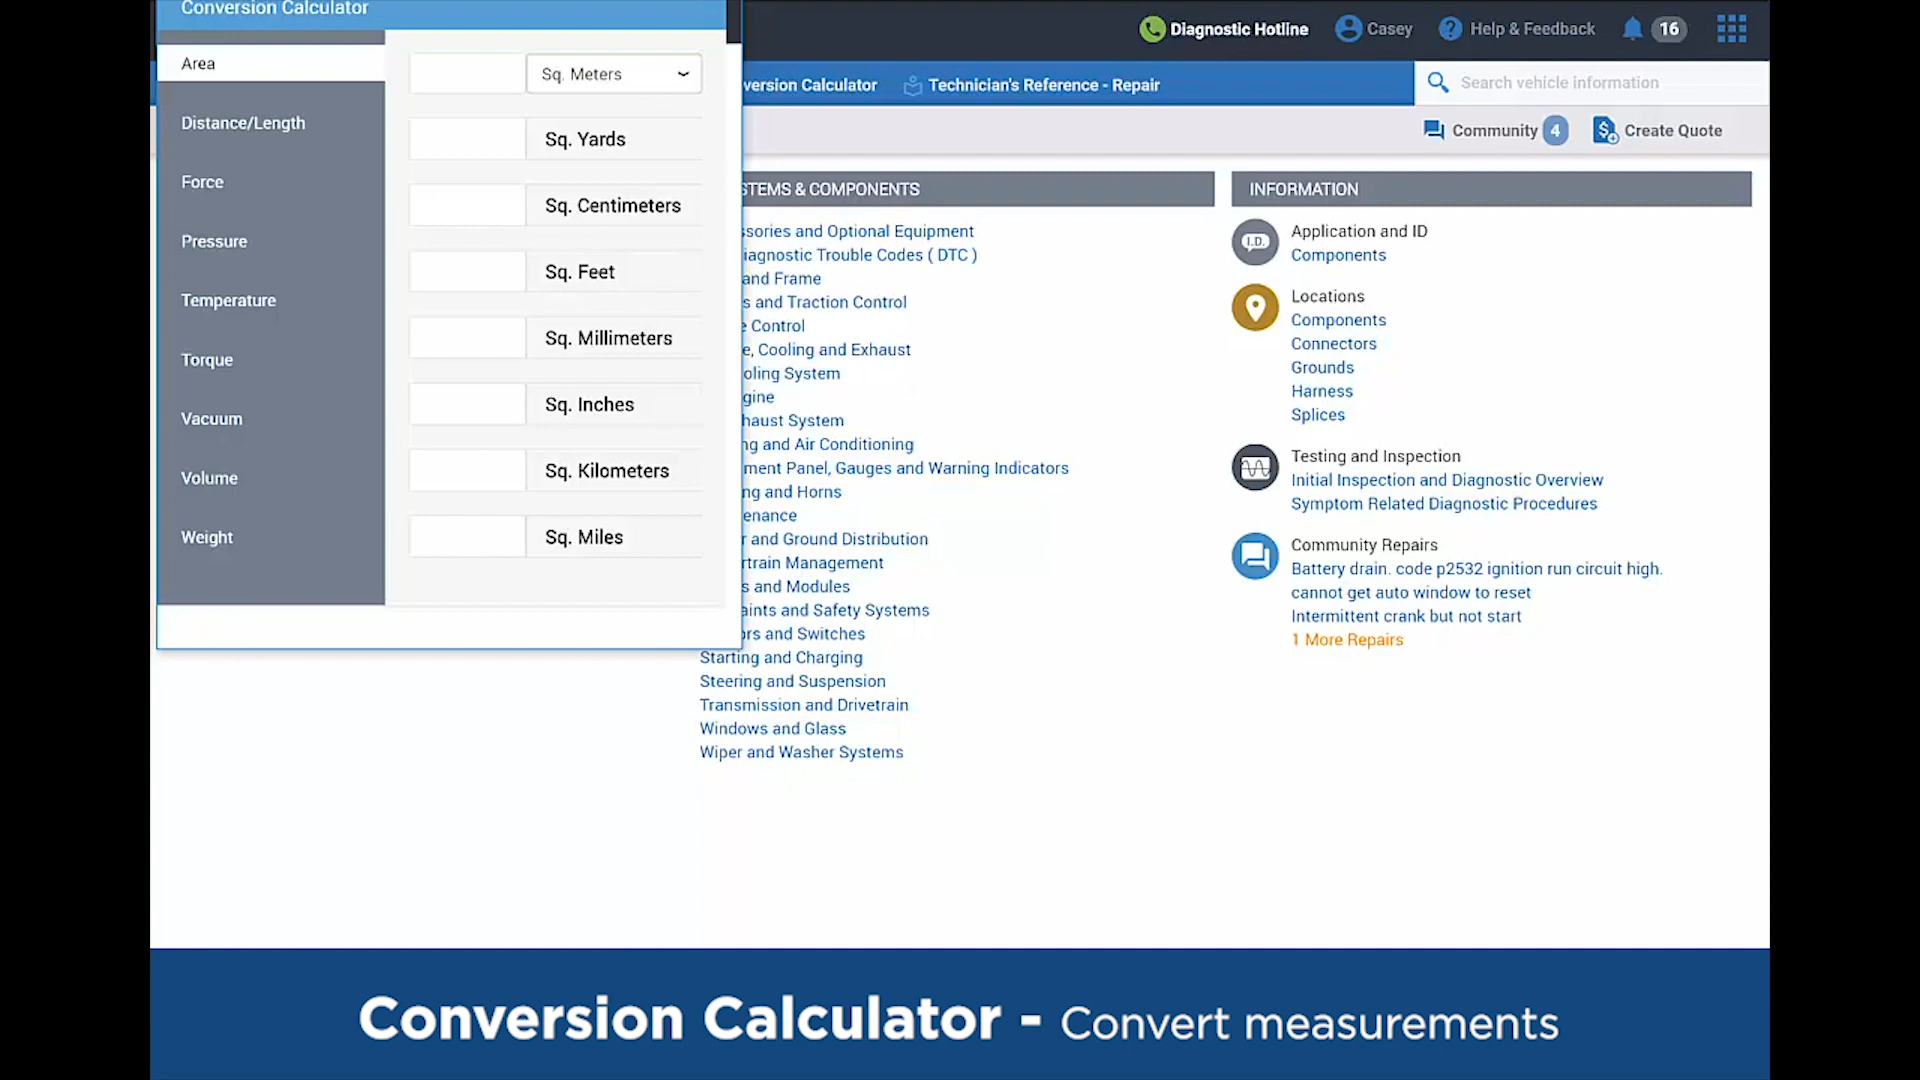 Conversion Calculator
Diagnostic Hotline
Casey
Help & Feedback
16
Area
Distance/Length
Force
Pressure
Temperature
Torque
Vacuum
Volume
Weight
Sq. Meters
Sq. Yards
Sq. Centimeters
Sq. Feet
Sq. Millimeters
Sq. Inches
Sq. Kilometers
Sq. Miles
version Calculator
Technician's Reference - Repair
Search vehicle information
Community 4
Create Quote
STEMS & COMPONENTS
ssories and Optional Equipment
iagnostic Trouble Codes ( DTC )
and Frame
s and Traction Control
e Control
e, Cooling and Exhaust
oling System
gine
haust System
ng and Air Conditioning
ment Panel, Gauges and Warning Indicators
ng and Horns
enance
r and Ground Distribution
rtrain Management
s and Modules
aints and Safety Systems
ors and Switches
Starting and Charging
Steering and Suspension
Transmission and Drivetrain
Windows and Glass
Wiper and Washer Systems
INFORMATION
I.D.
Application and ID
Components
Locations
Components
Connectors
Grounds
Harness
Splices
Testing and Inspection
Initial Inspection and Diagnostic Overview
Symptom Related Diagnostic Procedures
Community Repairs
Battery drain. code p2532 ignition run circuit high.
cannot get auto window to reset
Intermittent crank but not start
1 More Repairs
Conversion Calculator - Convert measurements